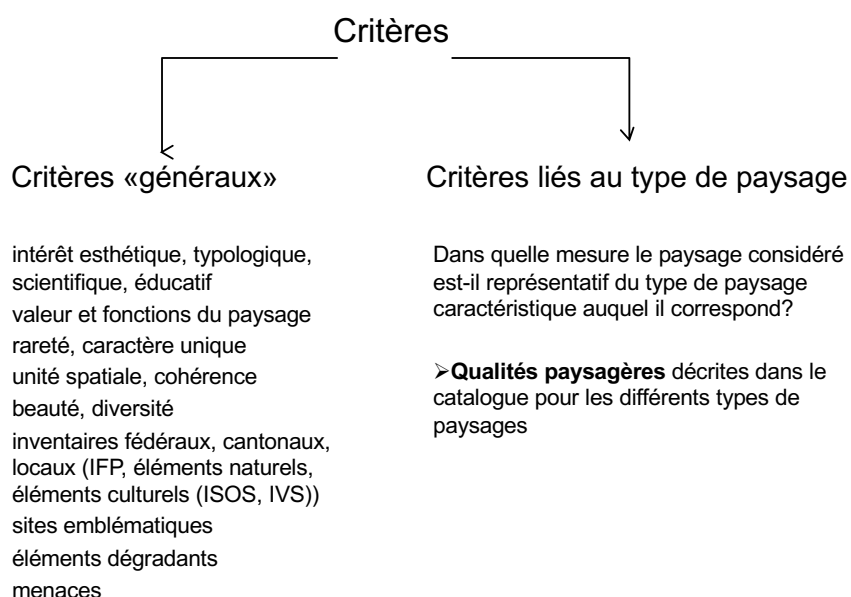 Critères
Critères «généraux»
intérêt esthétique, typologique,
scientifique, éducatif
valeur et fonctions du paysage
rareté, caractère unique
unité spatiale, cohérence
beauté, diversité
inventaires fédéraux, cantonaux,
locaux (IFP, éléments naturels,
éléments culturels (ISOS, IVS))
sites emblématiques
éléments dégradants
menaces
Critères liés au type de paysage
Dans quelle mesure le paysage considéré
est-il représentatif du type de paysage
caractéristique auquel il correspond?
➢Qualités paysagères décrites dans le
catalogue pour les différents types de
paysages